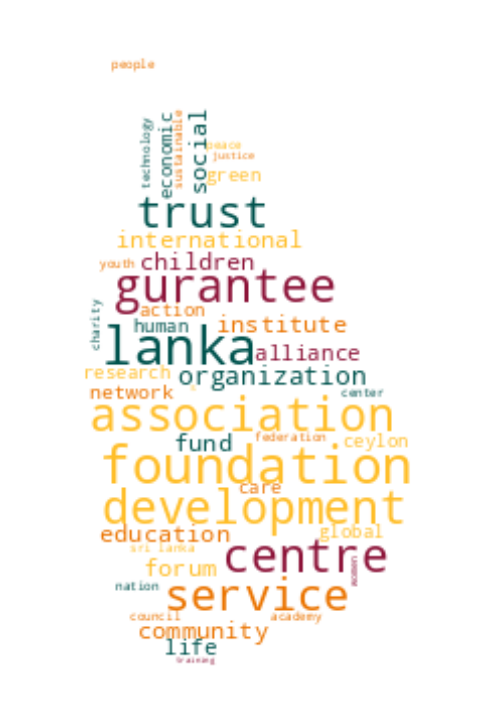 people
technology
economic
sustainable
social
peace
justice
green
trust
international
youth children
gurantee
action
charity
human institute
lanka alliance
research organization
network center
association
fund federation ceylon
foundation
care
development
education global
sri lanka centre
forum women
nation service
council academy
community
life
training